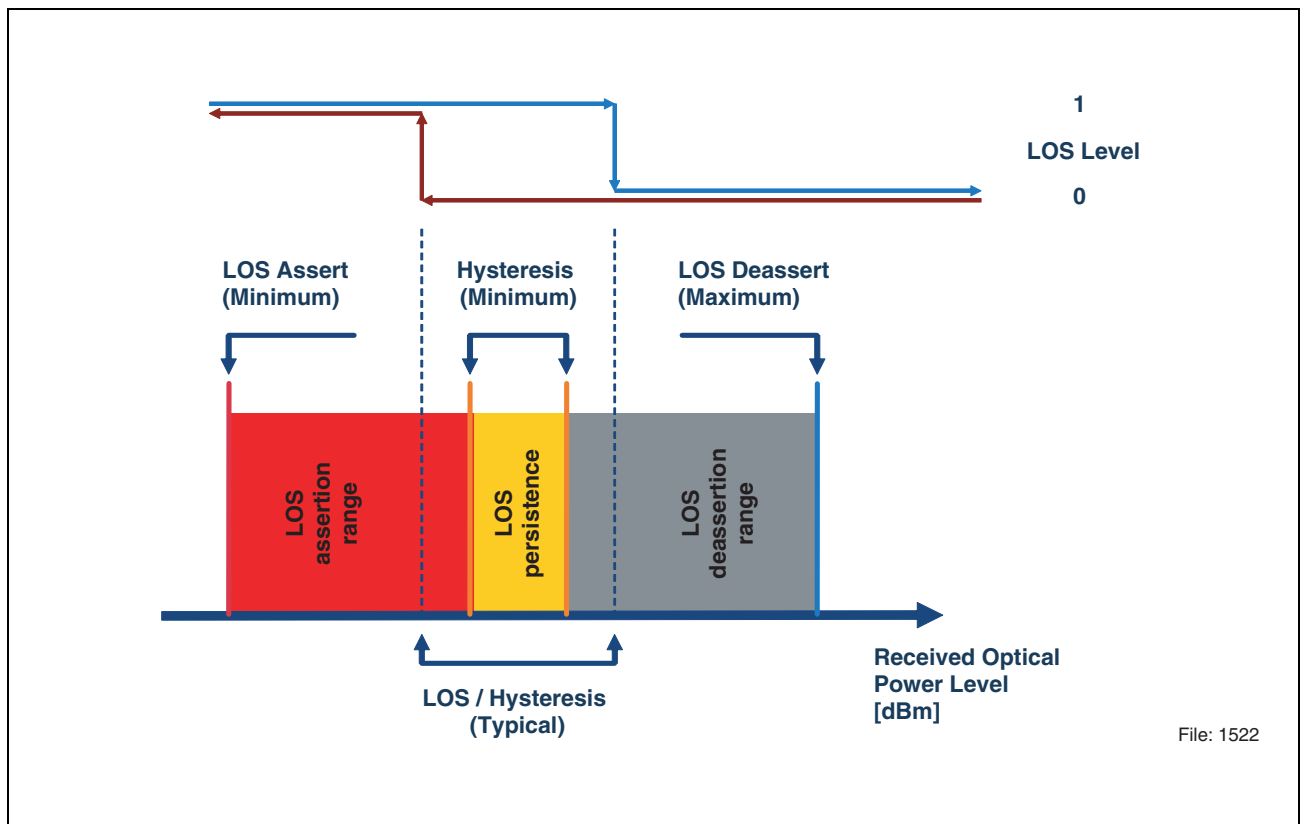 1
LOS Level
0
LOS Assert
(Minimum)
Hysteresis
(Minimum)
LOS Deassert
(Maximum)
LOS
assertion
range
LOS
persistence
LOS
deassertion
range
Received Optical
Power Level
[dBm]
LOS / Hysteresis
(Typical)
File: 1522